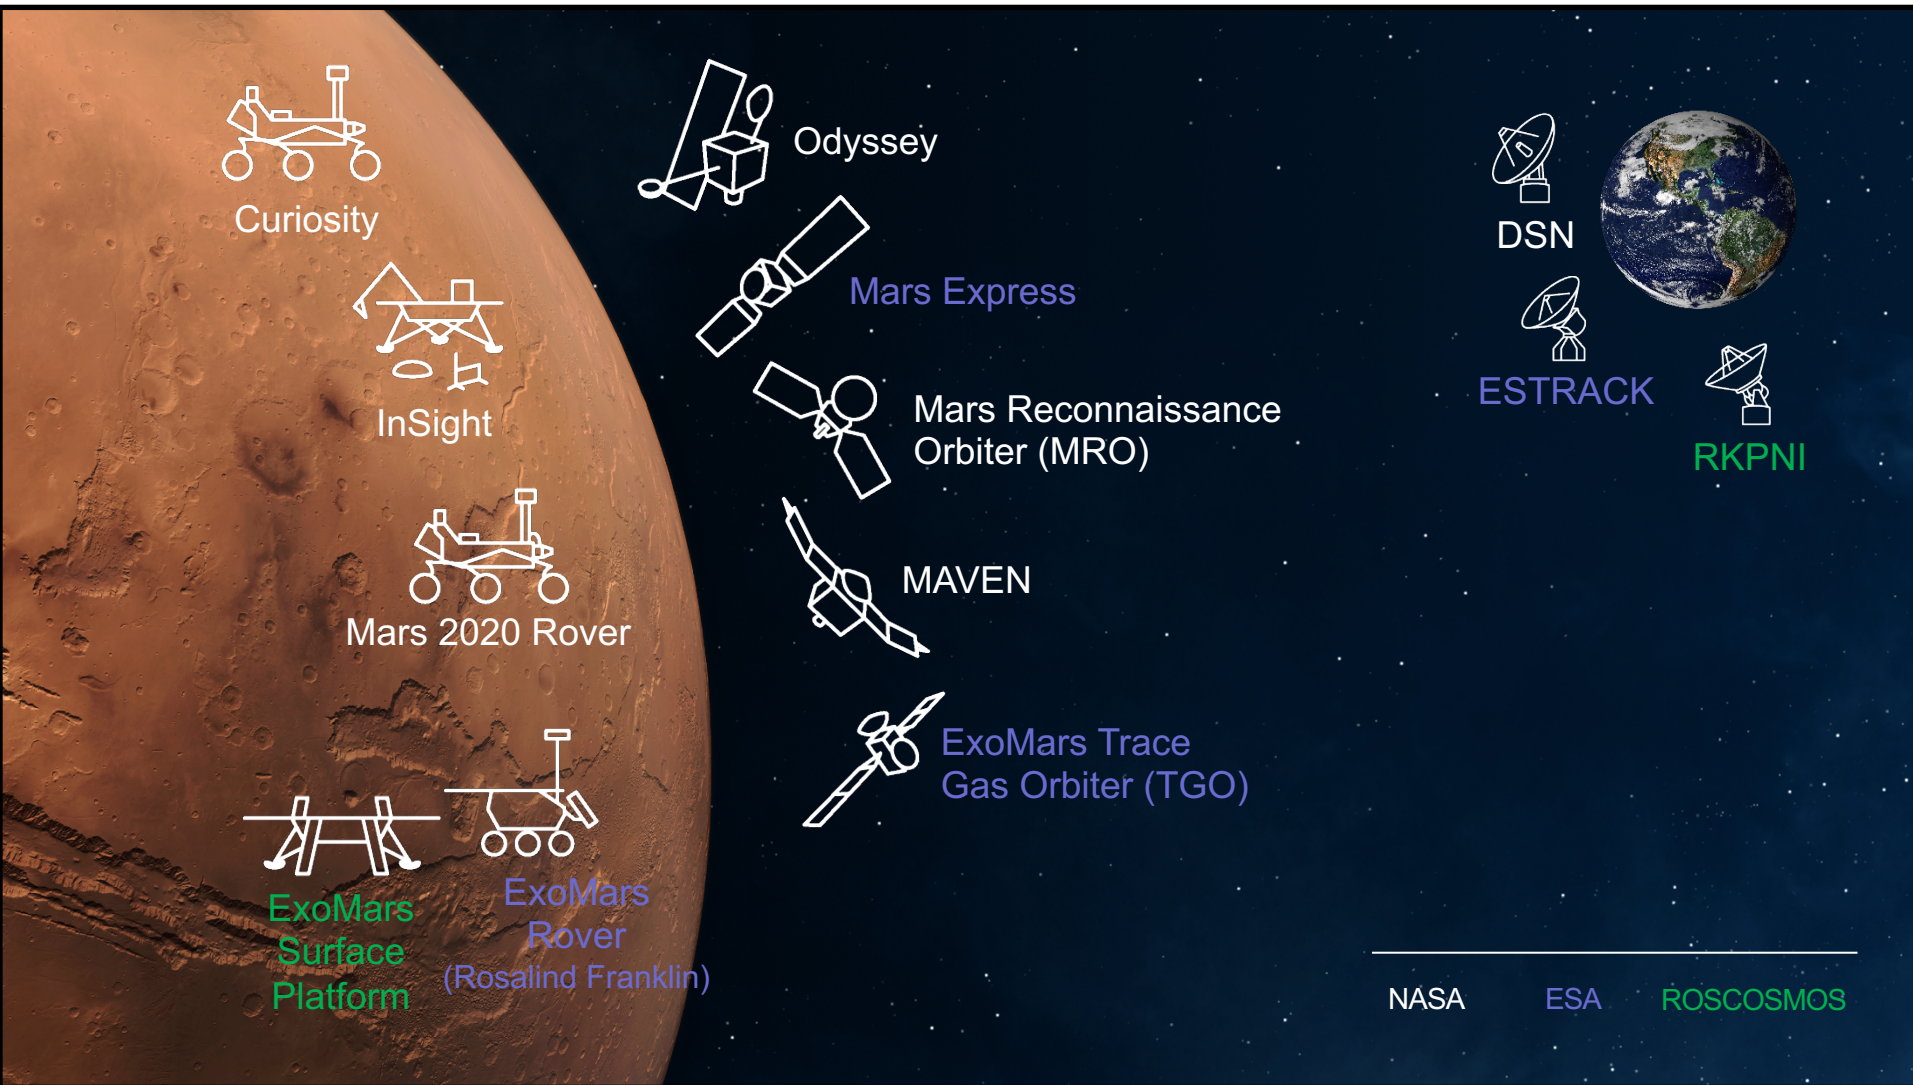 Curiosity
InSight
Mars 2020 Rover
ExoMars
Surface
Platform
ExoMars
Rover
(Rosalind Franklin)
Odyssey
Mars Express
Mars Reconnaissance
Orbiter (MRO)
MAVEN
ExoMars Trace
Gas Orbiter (TGO)
DSN
ESTRACK
RKPNI
NASA ESA ROSCOSMOS